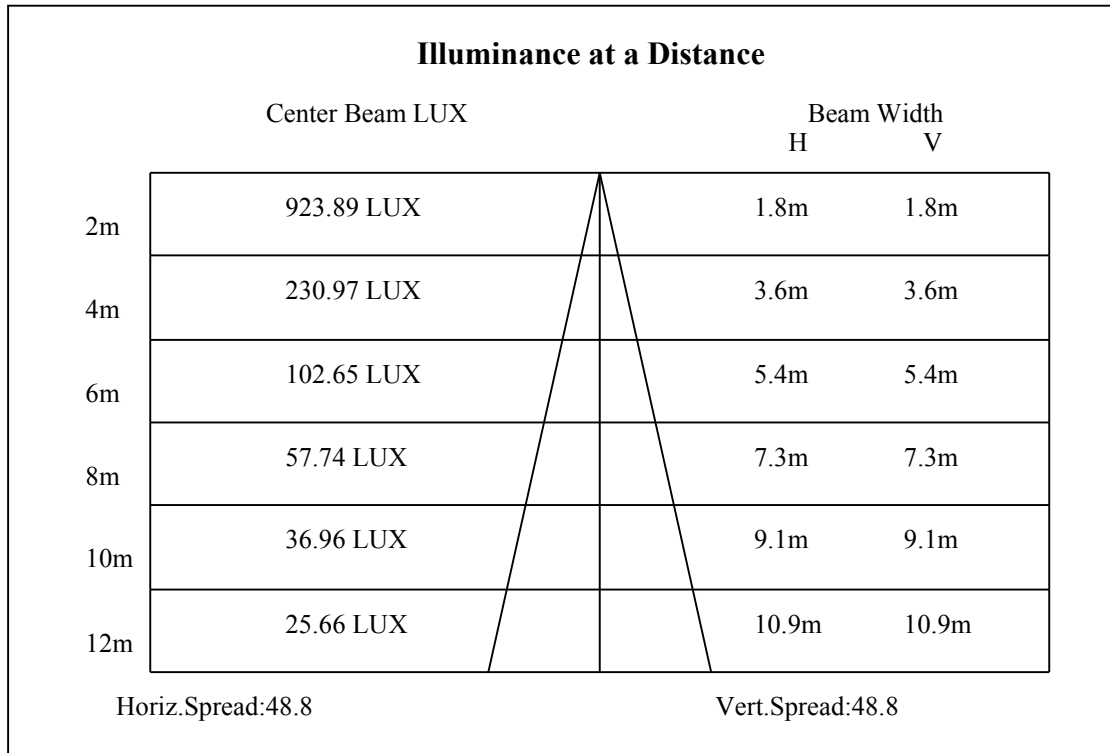 Illuminance at a Distance
Center Beam LUX Beam Width
H V
2m 923.89 LUX 1.8m 1.8m
4m 230.97 LUX 3.6m 3.6m
6m 102.65 LUX 5.4m 5.4m
8m 57.74 LUX 7.3m 7.3m
10m 36.96 LUX 9.1m 9.1m
12m 25.66 LUX 10.9m 10.9m
Horiz.Spread:48.8 Vert.Spread:48.8